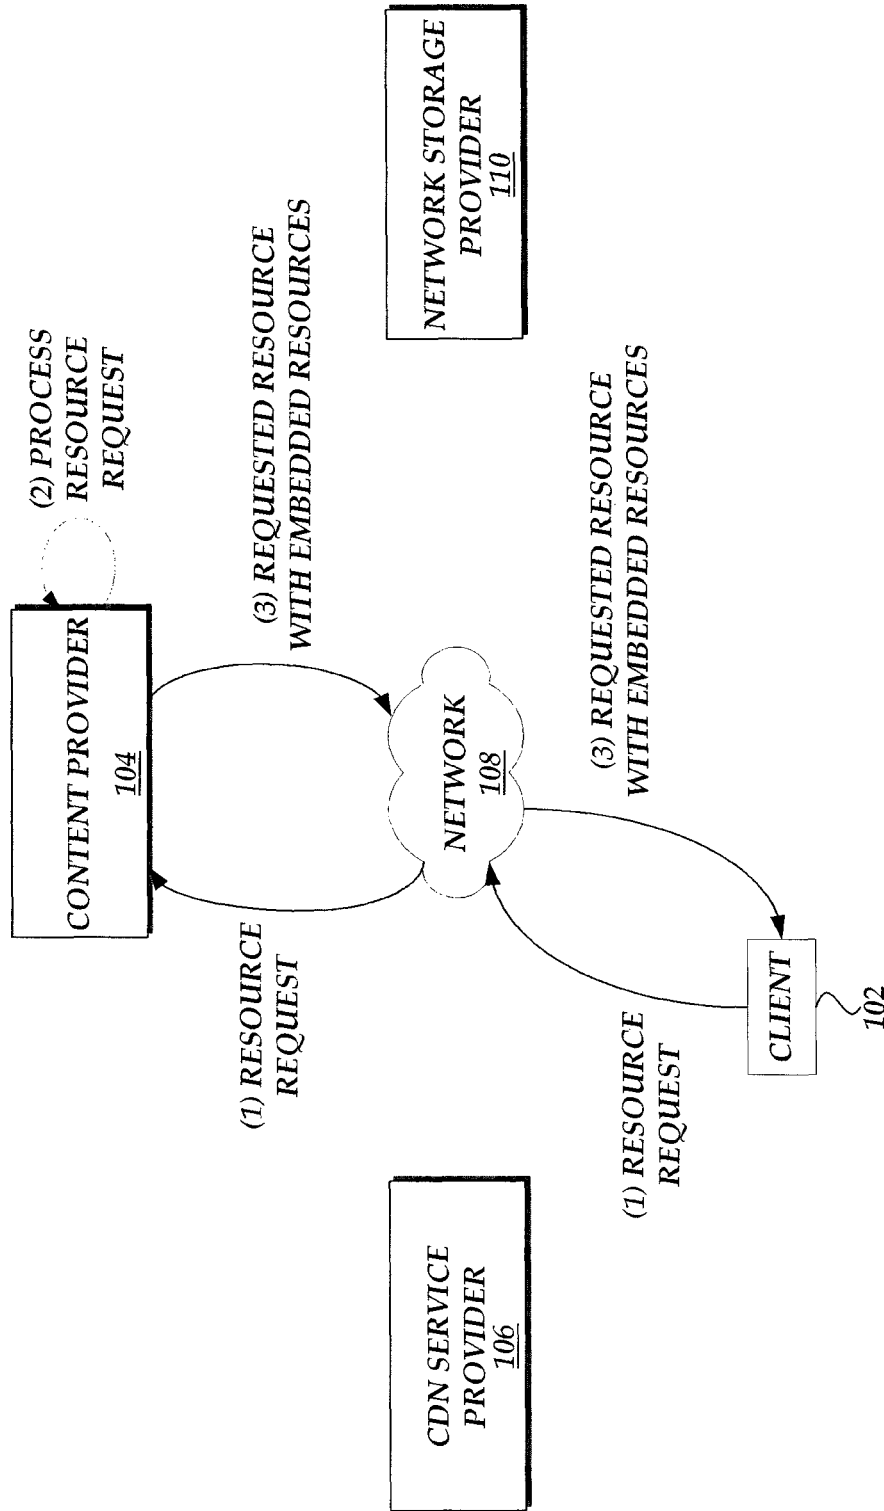 CONTENT PROVIDER
104
(2) PROCESS
RESOURCE
REQUEST
(1) RESOURCE
REQUEST
(3) REQUESTED RESOURCE
WITH EMBEDDED RESOURCES
CDN SERVICE
PROVIDER
106
NETWORK
108
NETWORK STORAGE
PROVIDER
110
(1) RESOURCE
REQUEST
(3) REQUESTED RESOURCE
WITH EMBEDDED RESOURCES
CLIENT
102